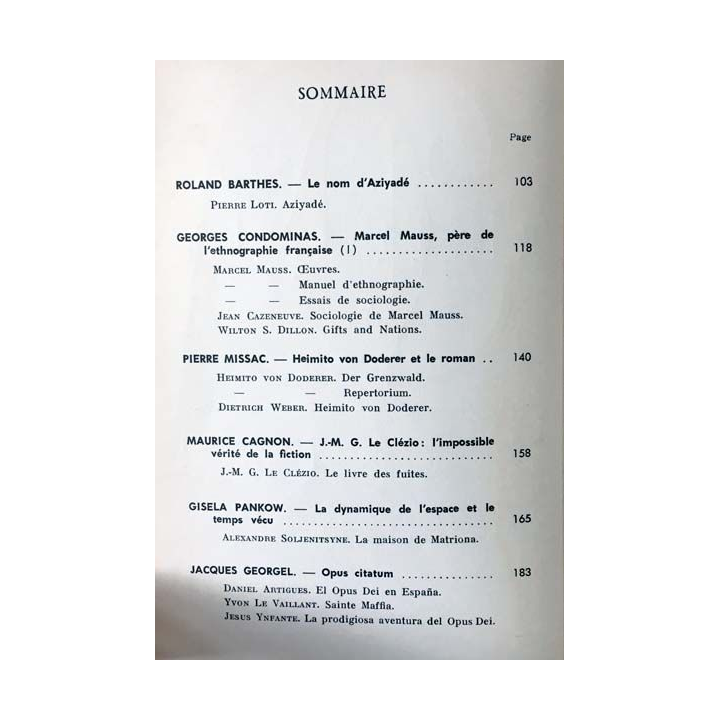 SOMMAIRE
Page
ROLAND BARTHES. — Le nom d'Aziyadé ............ 103
PIERRE LOTI. Aziyadé.
GEORGES CONDOMINAS. — Marcel Mauss, père de
l'ethnographie française (I) .................... 118
MARCEL MAUSS. Œuvres.
— — Manuel d'ethnographie.
— — Essais de sociologie.
JEAN CAZENEUVE. Sociologie de Marcel Mauss.
WILTON S. DILLON. Gifts and Nations.
PIERRE MISSAC. — Heimito von Doderer et le roman .. 140
HEIMITO VON DODERER. Der Grenzwald.
— — Repertorium.
DIETRICH WEBER. Heimito von Doderer.
MAURICE CAGNON. — J.-M. G. Le Clézio : l'impossible
vérité de la fiction ............................ 158
J.-M. G. LE CLÉZIO. Le livre des fuites.
GISELA PANKOW. — La dynamique de l'espace et le
temps vécu .................................. 165
ALEXANDRE SOLJENITSYNE. La maison de Matriona.
JACQUES GEORGEL. — Opus citatum ............... 183
DANIEL ARTIGUES. El Opus Dei en España.
YVON LE VAILLANT. Sainte Maffia.
JESUS YNFANTE. La prodigiosa aventura del Opus Dei.